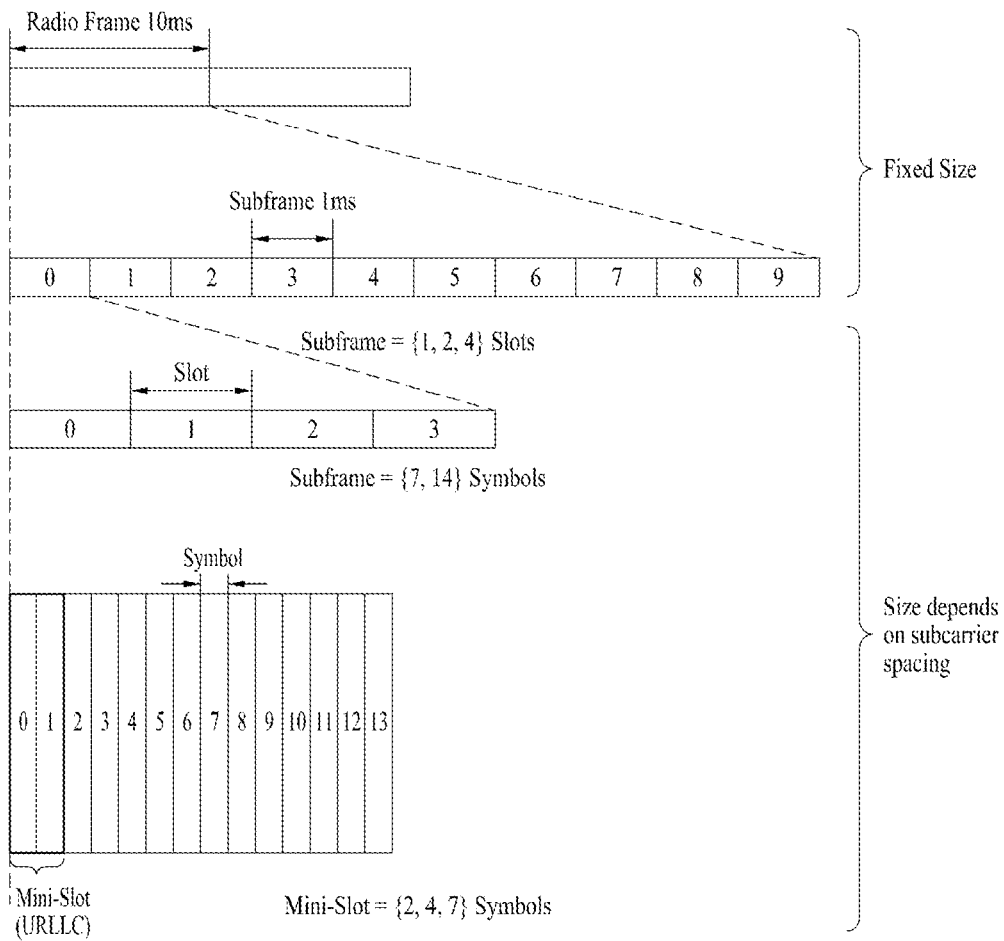 Radio Frame 10ms
Fixed Size
Subframe 1ms
0 1 2 3 4 5 6 7 8 9
Subframe = {1, 2, 4} Slots
Slot
0 1 2 3
Subframe = {7, 14} Symbols
Symbol
Size depends
on subcarrier
spacing
0 1 2 3 4 5 6 7 8 9 10 11 12 13
Mini-Slot
(URLLC)
Mini-Slot = {2, 4, 7} Symbols